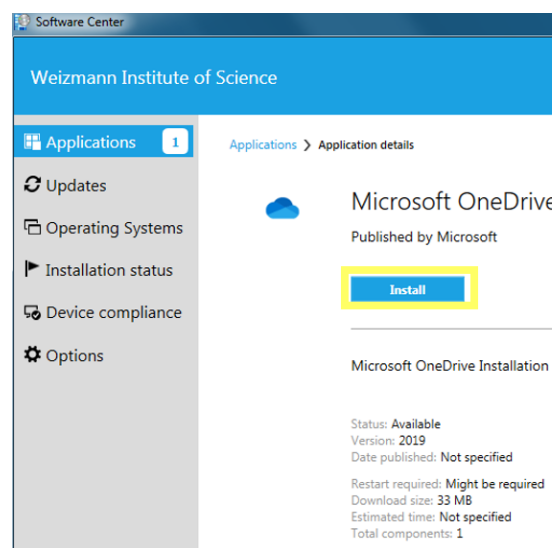 Software Center
Weizmann Institute of Science
Applications 1
Updates
Operating Systems
Installation status
Device compliance
Options
Applications > Application details
Microsoft OneDrive
Published by Microsoft
Install
Microsoft OneDrive Installation
Status: Available
Version: 2019
Date published: Not specified
Restart required: Might be required
Download size: 33 MB
Estimated time: Not specified
Total components: 1